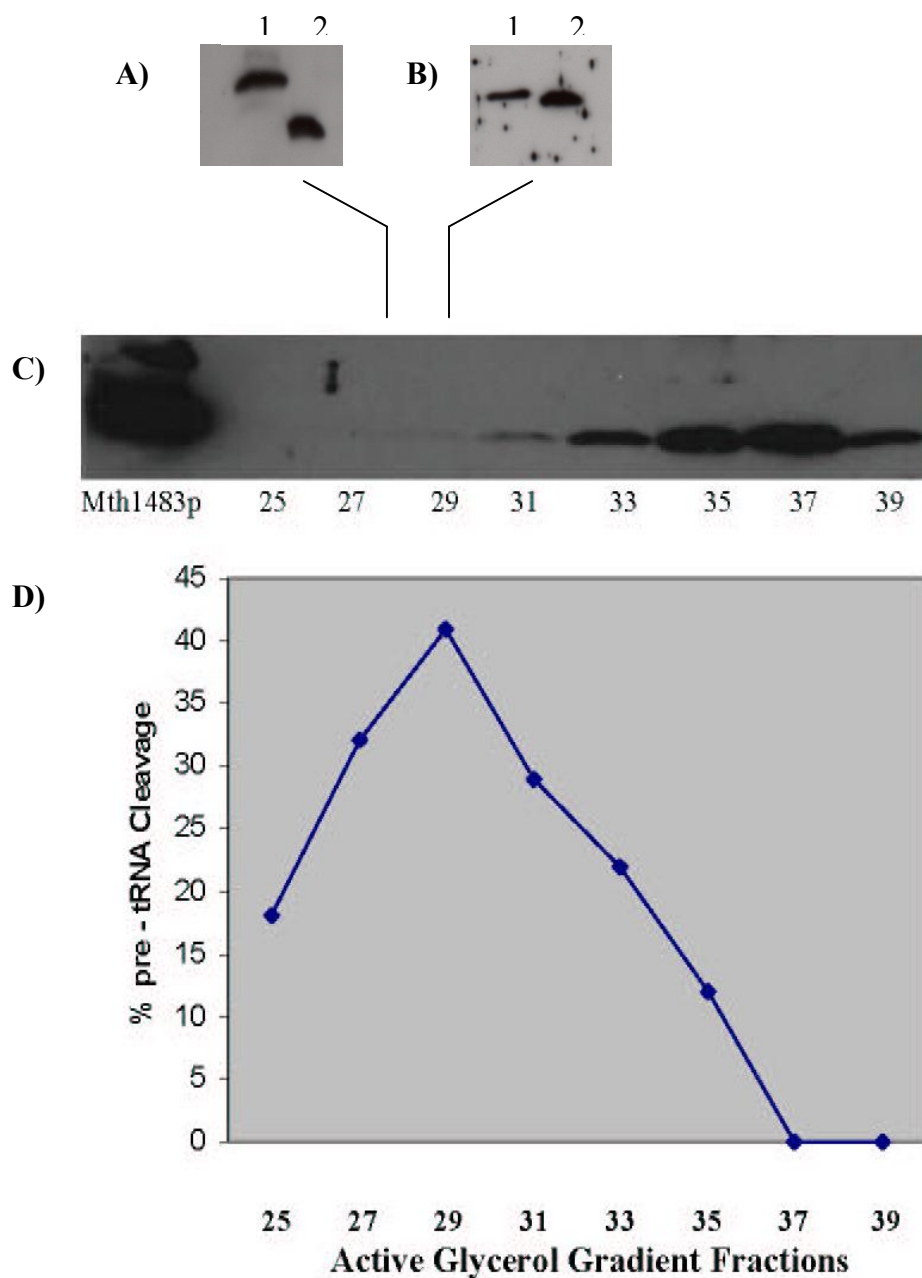 1 2
A)
1 2
B)
C)
Mth1483p 25 27 29 31 33 35 37 39
D)
45
40
35
30
25
20
15
10
5
0
% pre - tRNA Cleavage
25 27 29 31 33 35 37 39
Active Glycerol Gradient Fractions